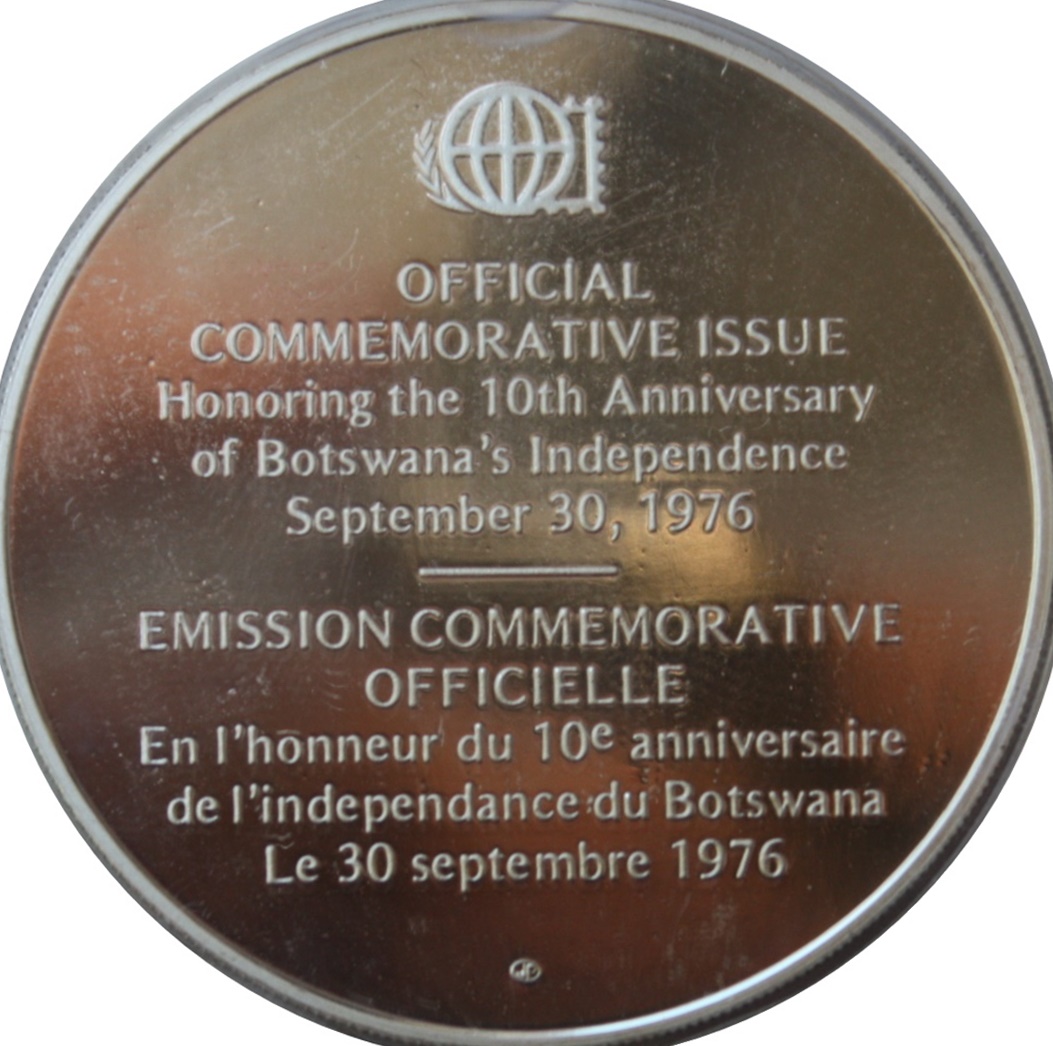 OFFICIAL
COMMEMORATIVE ISSUE
Honoring the 10th Anniversary
of Botswana's Independence
September 30, 1976
EMISSION COMMEMORATIVE
OFFICIELLE
En l'honneur du 10e anniversaire
de l'independance du Botswana
Le 30 septembre 1976